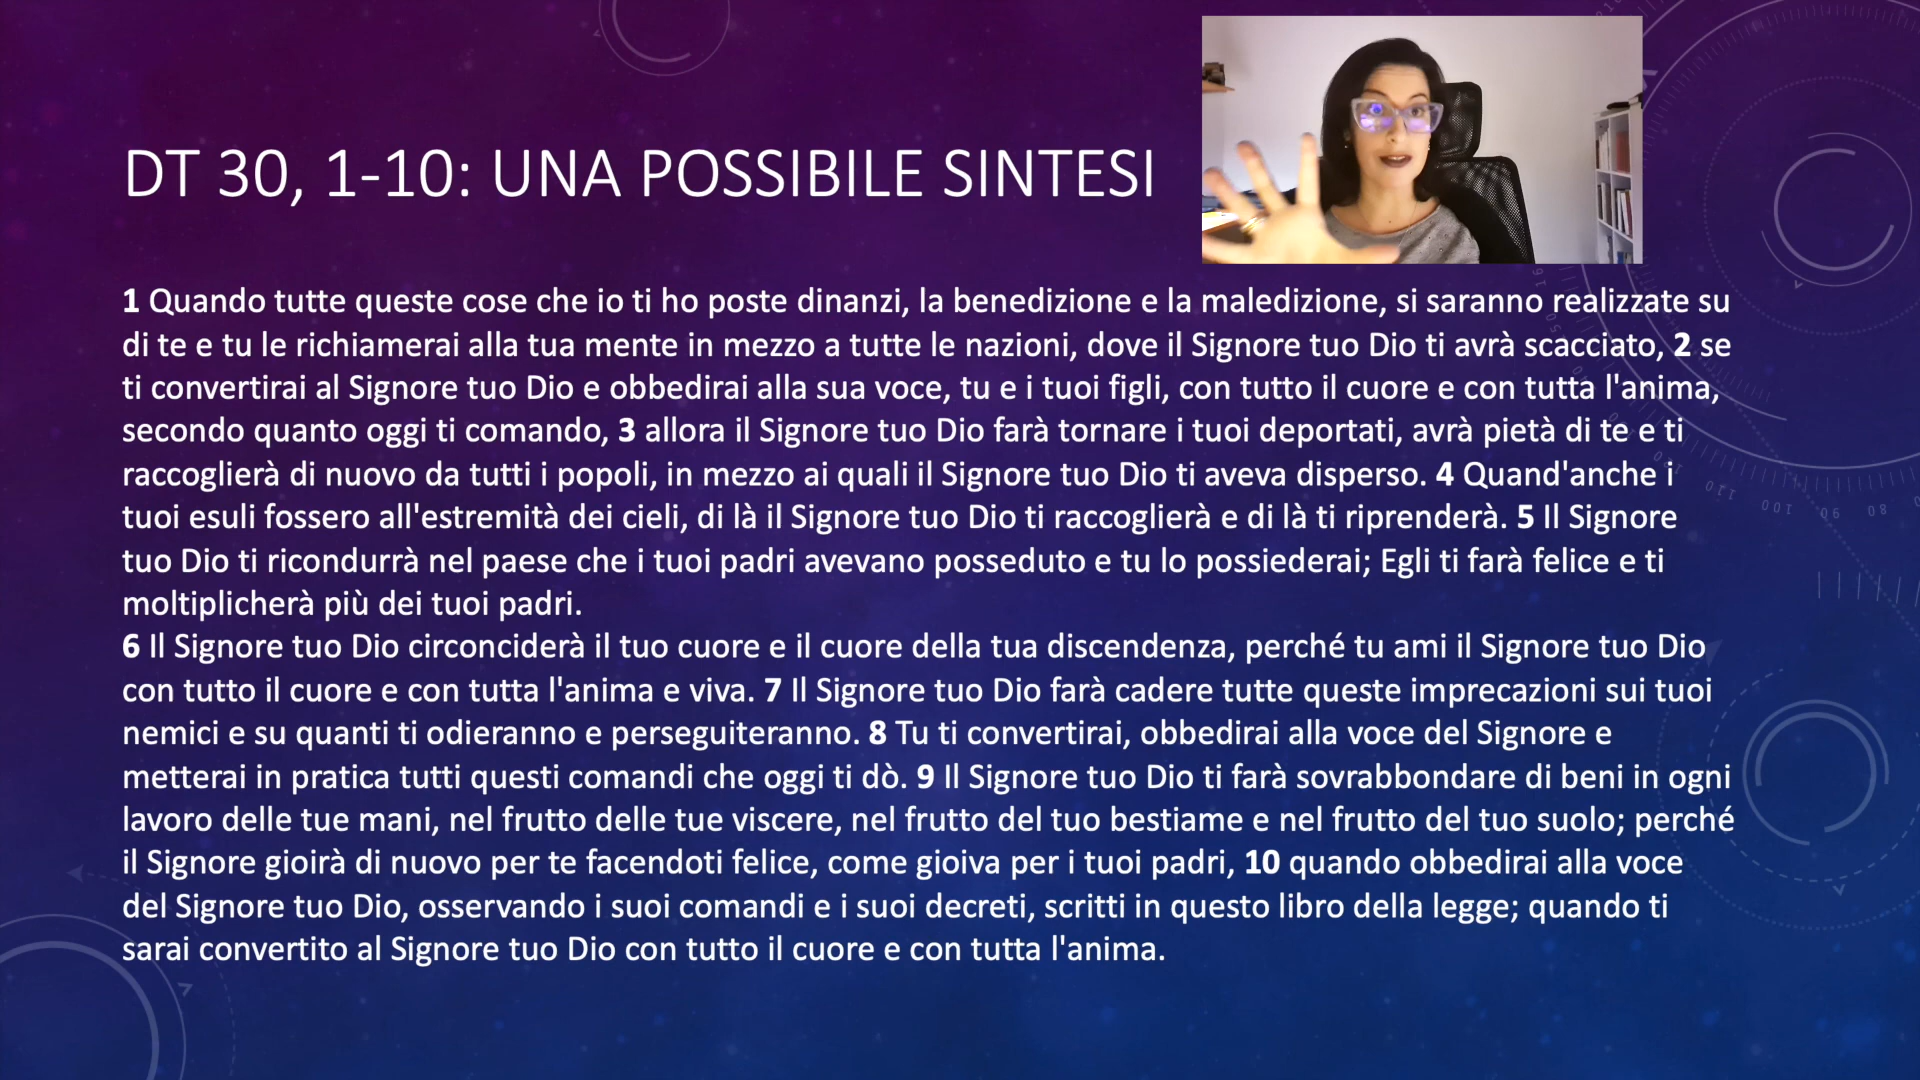 DT 30, 1-10: UNA POSSIBILE SINTESI
1 Quando tutte queste cose che io ti ho poste dinanzi, la benedizione e la maledizione, si saranno realizzate su
di te e tu le richiamerai alla tua mente in mezzo a tutte le nazioni, dove il Signore tuo Dio ti avrà scacciato, 2 se
ti convertirai al Signore tuo Dio e obbedirai alla sua voce, tu e i tuoi figli, con tutto il cuore e con tutta l'anima,
secondo quanto oggi ti comando, 3 allora il Signore tuo Dio farà tornare i tuoi deportati, avrà pietà di te e ti
raccoglierà di nuovo da tutti i popoli, in mezzo ai quali il Signore tuo Dio ti aveva disperso. 4 Quand'anche i
tuoi esuli fossero all'estremità dei cieli, di là il Signore tuo Dio ti raccoglierà e di là ti riprenderà. 5 Il Signore
tuo Dio ti ricondurrà nel paese che i tuoi padri avevano posseduto e tu lo possiederai; Egli ti farà felice e ti
moltiplicherà più dei tuoi padri.
6 Il Signore tuo Dio circonciderà il tuo cuore e il cuore della tua discendenza, perché tu ami il Signore tuo Dio
con tutto il cuore e con tutta l'anima e viva. 7 Il Signore tuo Dio farà cadere tutte queste imprecazioni sui tuoi
nemici e su quanti ti odieranno e perseguiteranno. 8 Tu ti convertirai, obbedirai alla voce del Signore e
metterai in pratica tutti questi comandi che oggi ti dò. 9 Il Signore tuo Dio ti farà sovrabbondare di beni in ogni
lavoro delle tue mani, nel frutto delle tue viscere, nel frutto del tuo bestiame e nel frutto del tuo suolo; perché
il Signore gioirà di nuovo per te facendoti felice, come gioiva per i tuoi padri, 10 quando obbedirai alla voce
del Signore tuo Dio, osservando i suoi comandi e i suoi decreti, scritti in questo libro della legge; quando ti
sarai convertito al Signore tuo Dio con tutto il cuore e con tutta l'anima.